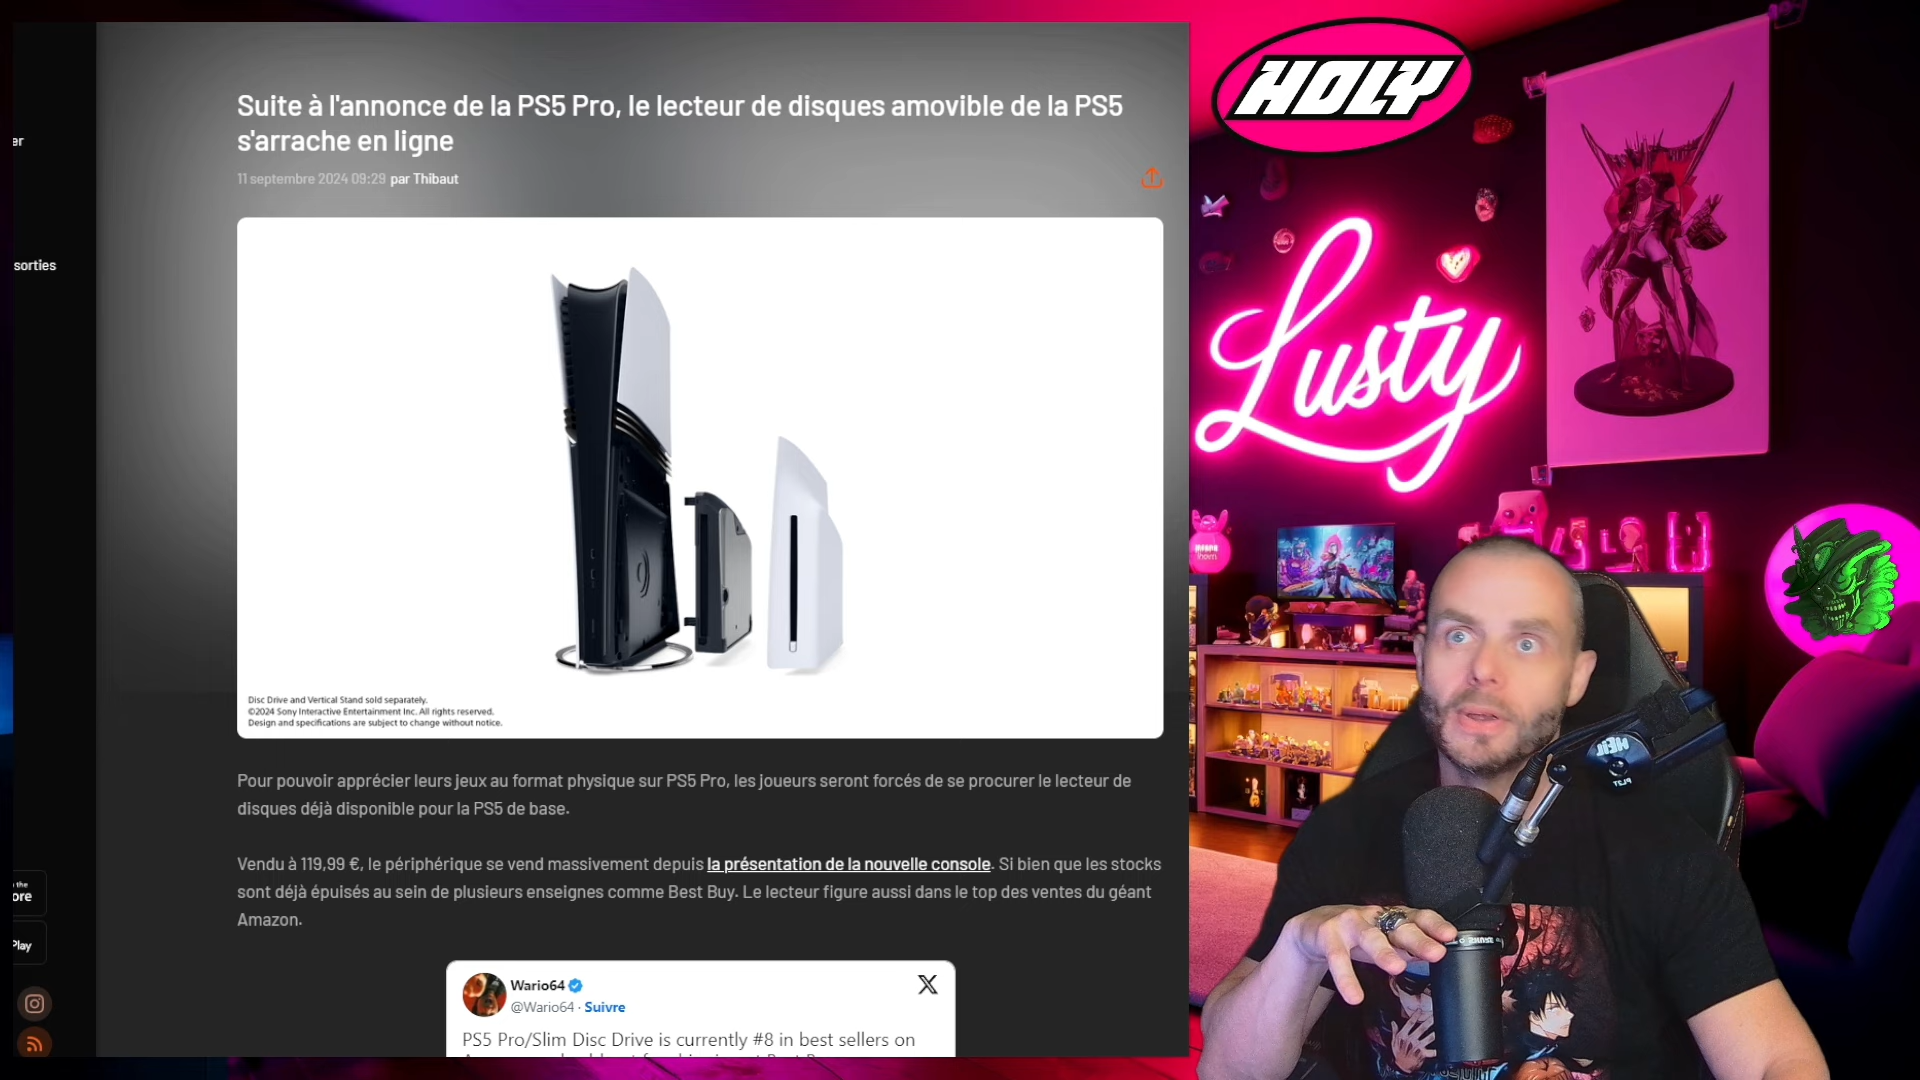 er
sorties
n the
ore
Play
Suite à l'annonce de la PS5 Pro, le lecteur de disques amovible de la PS5
s'arrache en ligne
11 septembre 2024 09:29 par Thibaut
Disc Drive and Vertical Stand sold separately.
©2024 Sony Interactive Entertainment Inc. All rights reserved.
Design and specifications are subject to change without notice.
Pour pouvoir apprécier leurs jeux au format physique sur PS5 Pro, les joueurs seront forcés de se procurer le lecteur de
disques déjà disponible pour la PS5 de base.
Vendu à 119,99 €, le périphérique se vend massivement depuis la présentation de la nouvelle console. Si bien que les stocks
sont déjà épuisés au sein de plusieurs enseignes comme Best Buy. Le lecteur figure aussi dans le top des ventes du géant
Amazon.
Wario64
@Wario64 · Suivre
X
PS5 Pro/Slim Disc Drive is currently #8 in best sellers on
HOLY
Lusty
HEIL
PL2T